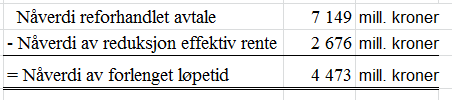 Nåverdi reforhandlet avtale 7 149 mill. kroner
- Nåverdi av reduksjon effektiv rente 2 676 mill. kroner
= Nåverdi av forlenget løpetid 4 473 mill. kroner